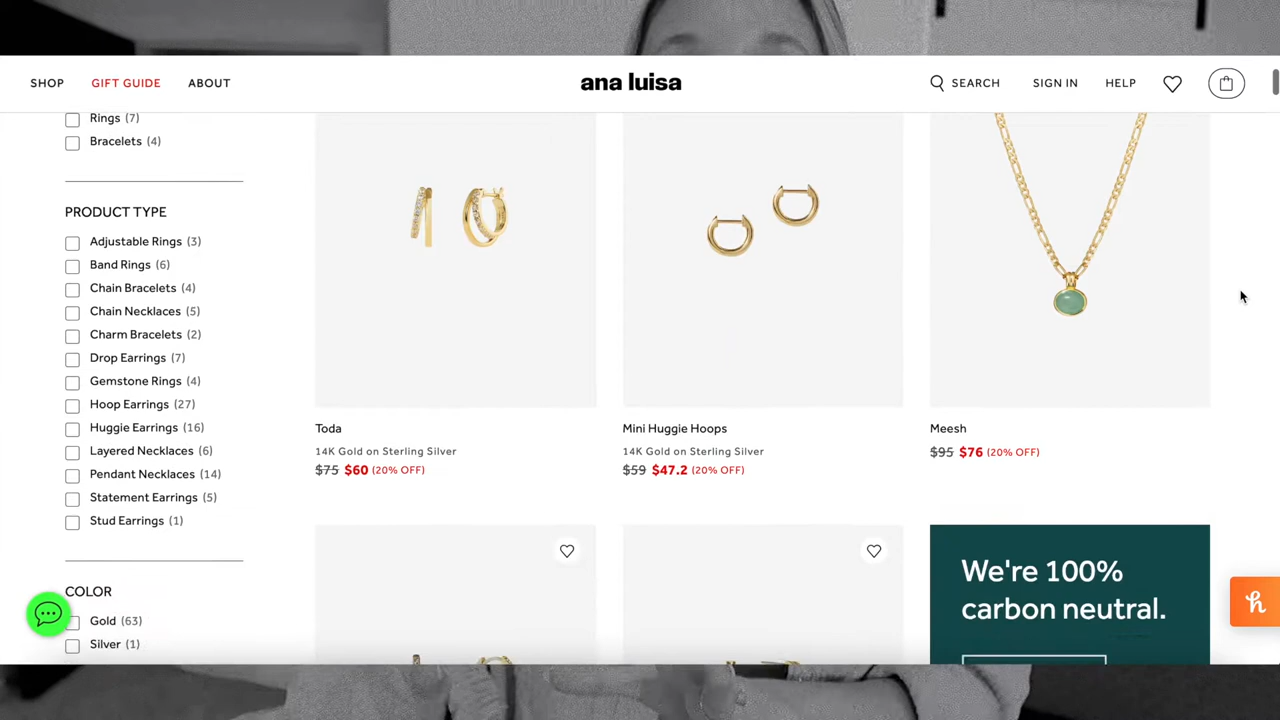 SHOP GIFT GUIDE ABOUT ana luisa SEARCH SIGN IN HELP
Rings (7)
Bracelets (4)
PRODUCT TYPE
Adjustable Rings (3)
Band Rings (6)
Chain Bracelets (4)
Chain Necklaces (5)
Charm Bracelets (2)
Drop Earrings (7)
Gemstone Rings (4)
Hoop Earrings (27)
Huggie Earrings (16)
Layered Necklaces (6)
Pendant Necklaces (14)
Statement Earrings (5)
Stud Earrings (1)
COLOR
Gold (63)
Silver (1)
Toda
14K Gold on Sterling Silver
$75 $60 (20% OFF)
Mini Huggie Hoops
14K Gold on Sterling Silver
$59 $47.2 (20% OFF)
Meesh
$95 $76 (20% OFF)
We're 100%
carbon neutral.
h